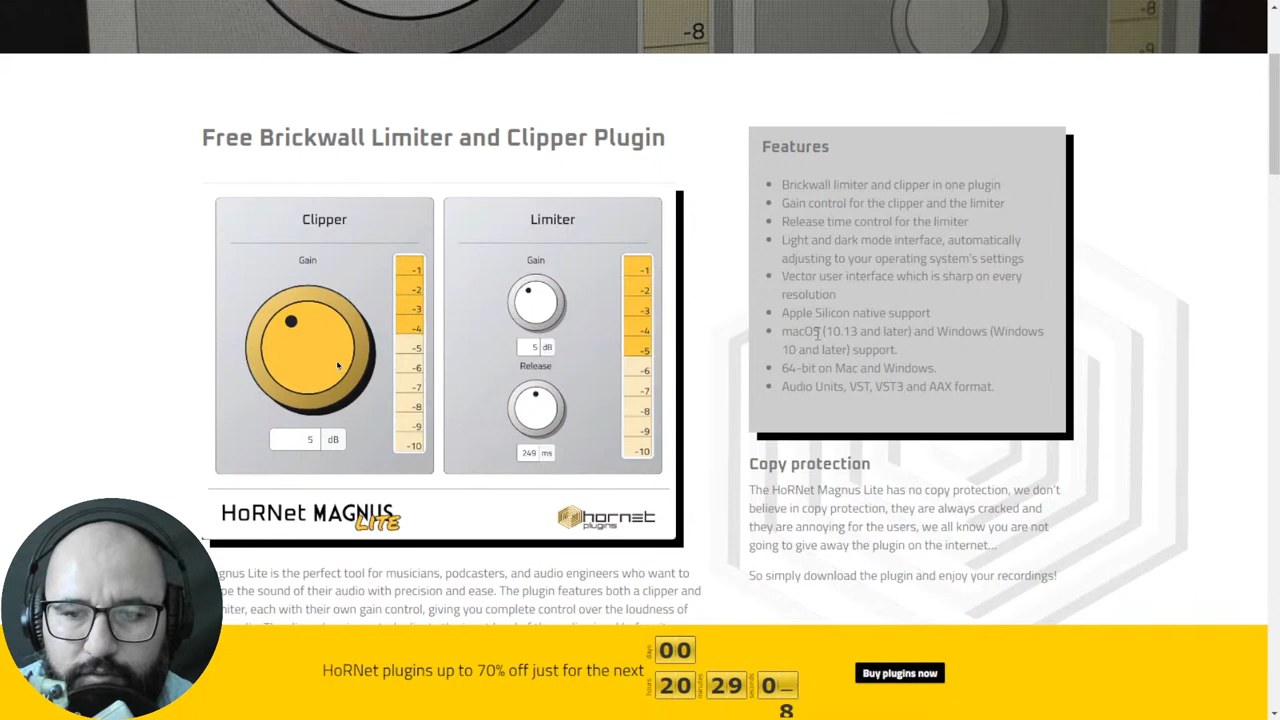 -8
-8
-9
Free Brickwall Limiter and Clipper Plugin
Clipper
Gain
-1
-2
-3
-4
-5
-6
-7
-8
-9
-10
5 dB
Limiter
Gain
5 dB
Release
249 ms
-1
-2
-3
-4
-5
-6
-7
-8
-9
-10
HoRNet MAGNUS LITE
hornet
plugins
Features
Brickwall limiter and clipper in one plugin
Gain control for the clipper and the limiter
Release time control for the limiter
Light and dark mode interface, automatically
adjusting to your operating system's settings
Vector user interface which is sharp on every
resolution
Apple Silicon native support
macOS (10.13 and later) and Windows (Windows
10 and later) support.
64-bit on Mac and Windows.
Audio Units, VST, VST3 and AAX format.
Copy protection
The HoRNet Magnus Lite has no copy protection, we don't
believe in copy protection, they are always cracked and
they are annoying for the users, we all know you are not
going to give away the plugin on the internet...
So simply download the plugin and enjoy your recordings!
Lite is the perfect tool for musicians, podcasters, and audio engineers who want to
the sound of their audio with precision and ease. The plugin features both a clipper and
each with their own gain control, giving you complete control over the loudness of
HoRNet plugins up to 70% off just for the next
days
00
hours
20
minutes
29
seconds
0
8
Buy plugins now